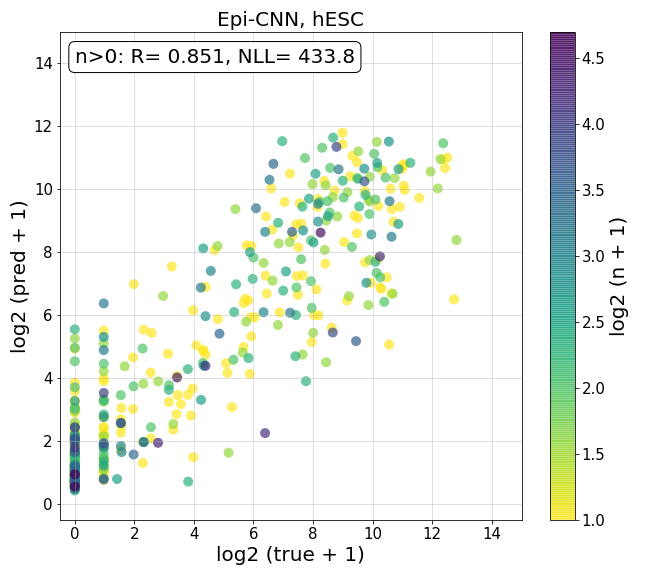 Epi-CNN, hESC
n>0: R= 0.851, NLL= 433.8
log2 (pred + 1)
14
12
10
8
6
4
2
0
0 2 4 6 8 10 12 14
log2 (true + 1)
4.5
4.0
3.5
3.0
2.5
2.0
1.5
1.0
log2 (n + 1)